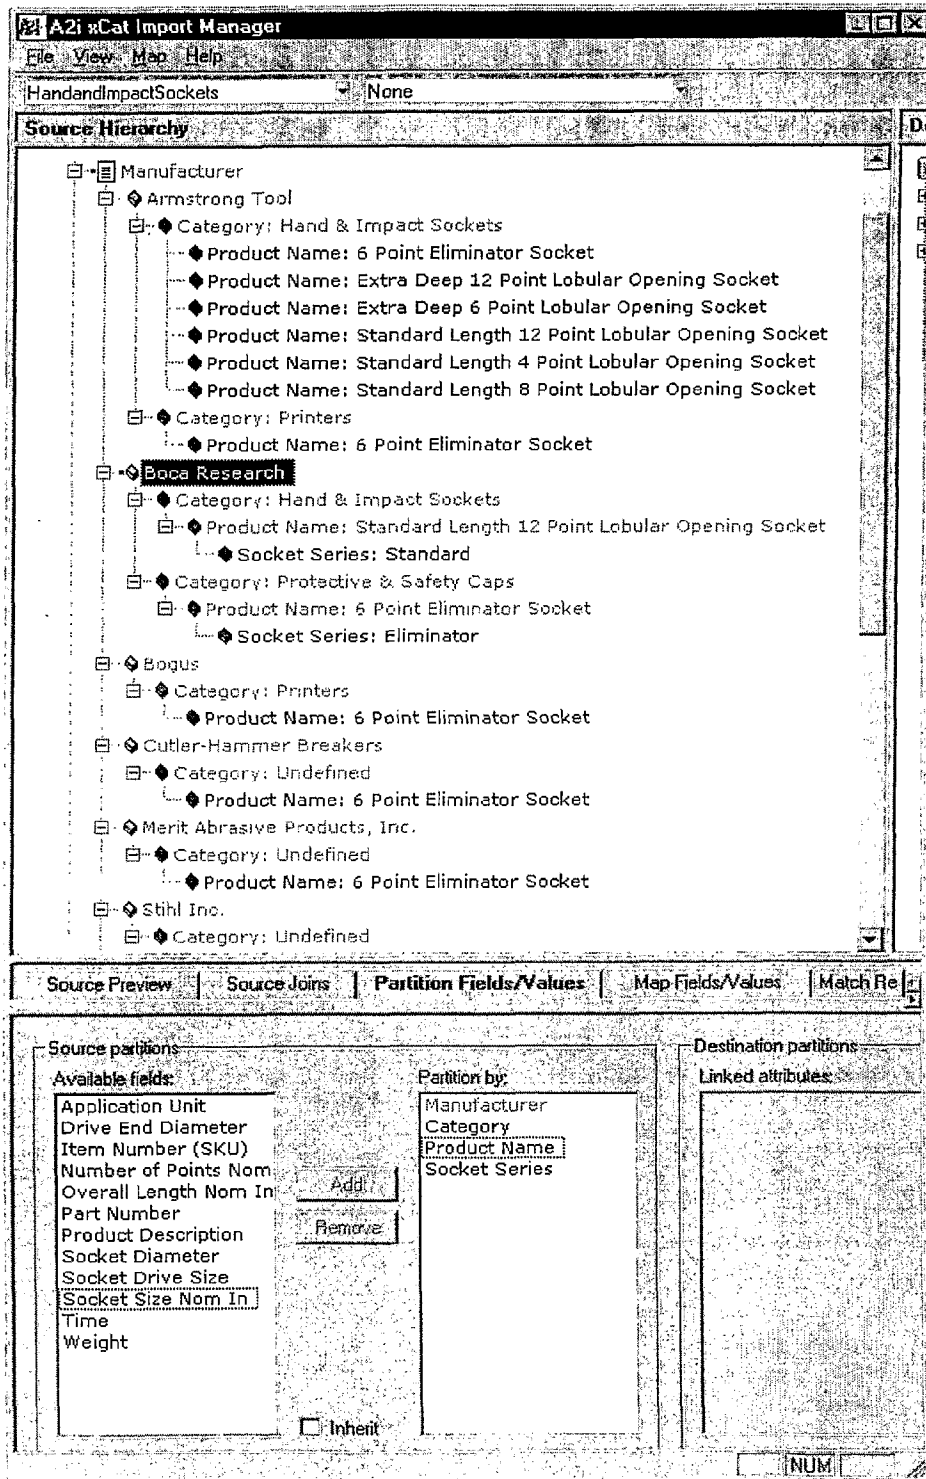 A2i xCat Import Manager
File View Map Help
HandandImpactSockets None
Source Hierarchy
Manufacturer
Armstrong Tool
Category: Hand & Impact Sockets
Product Name: 6 Point Eliminator Socket
Product Name: Extra Deep 12 Point Lobular Opening Socket
Product Name: Extra Deep 6 Point Lobular Opening Socket
Product Name: Standard Length 12 Point Lobular Opening Socket
Product Name: Standard Length 4 Point Lobular Opening Socket
Product Name: Standard Length 8 Point Lobular Opening Socket
Category: Printers
Product Name: 6 Point Eliminator Socket
Boca Research
Category: Hand & Impact Sockets
Product Name: Standard Length 12 Point Lobular Opening Socket
Socket Series: Standard
Category: Protective & Safety Caps
Product Name: 6 Point Eliminator Socket
Socket Series: Eliminator
Bogus
Category: Printers
Product Name: 6 Point Eliminator Socket
Cutler-Hammer Breakers
Category: Undefined
Product Name: 6 Point Eliminator Socket
Merit Abrasive Products, Inc.
Category: Undefined
Product Name: 6 Point Eliminator Socket
Stihl Inc.
Category: Undefined
Source Preview Source Joins Partition Fields/Values Map Fields/Values Match Re
Source partitions Destination partitions
Available fields: Partition by: Linked attributes:
Application Unit Manufacturer
Drive End Diameter Category
Item Number (SKU) Product Name
Number of Points Nom Socket Series
Overall Length Nom In
Part Number
Product Description
Socket Diameter
Socket Drive Size
Socket Size Nom In
Time
Weight
Add
Remove
Inherit
NUM